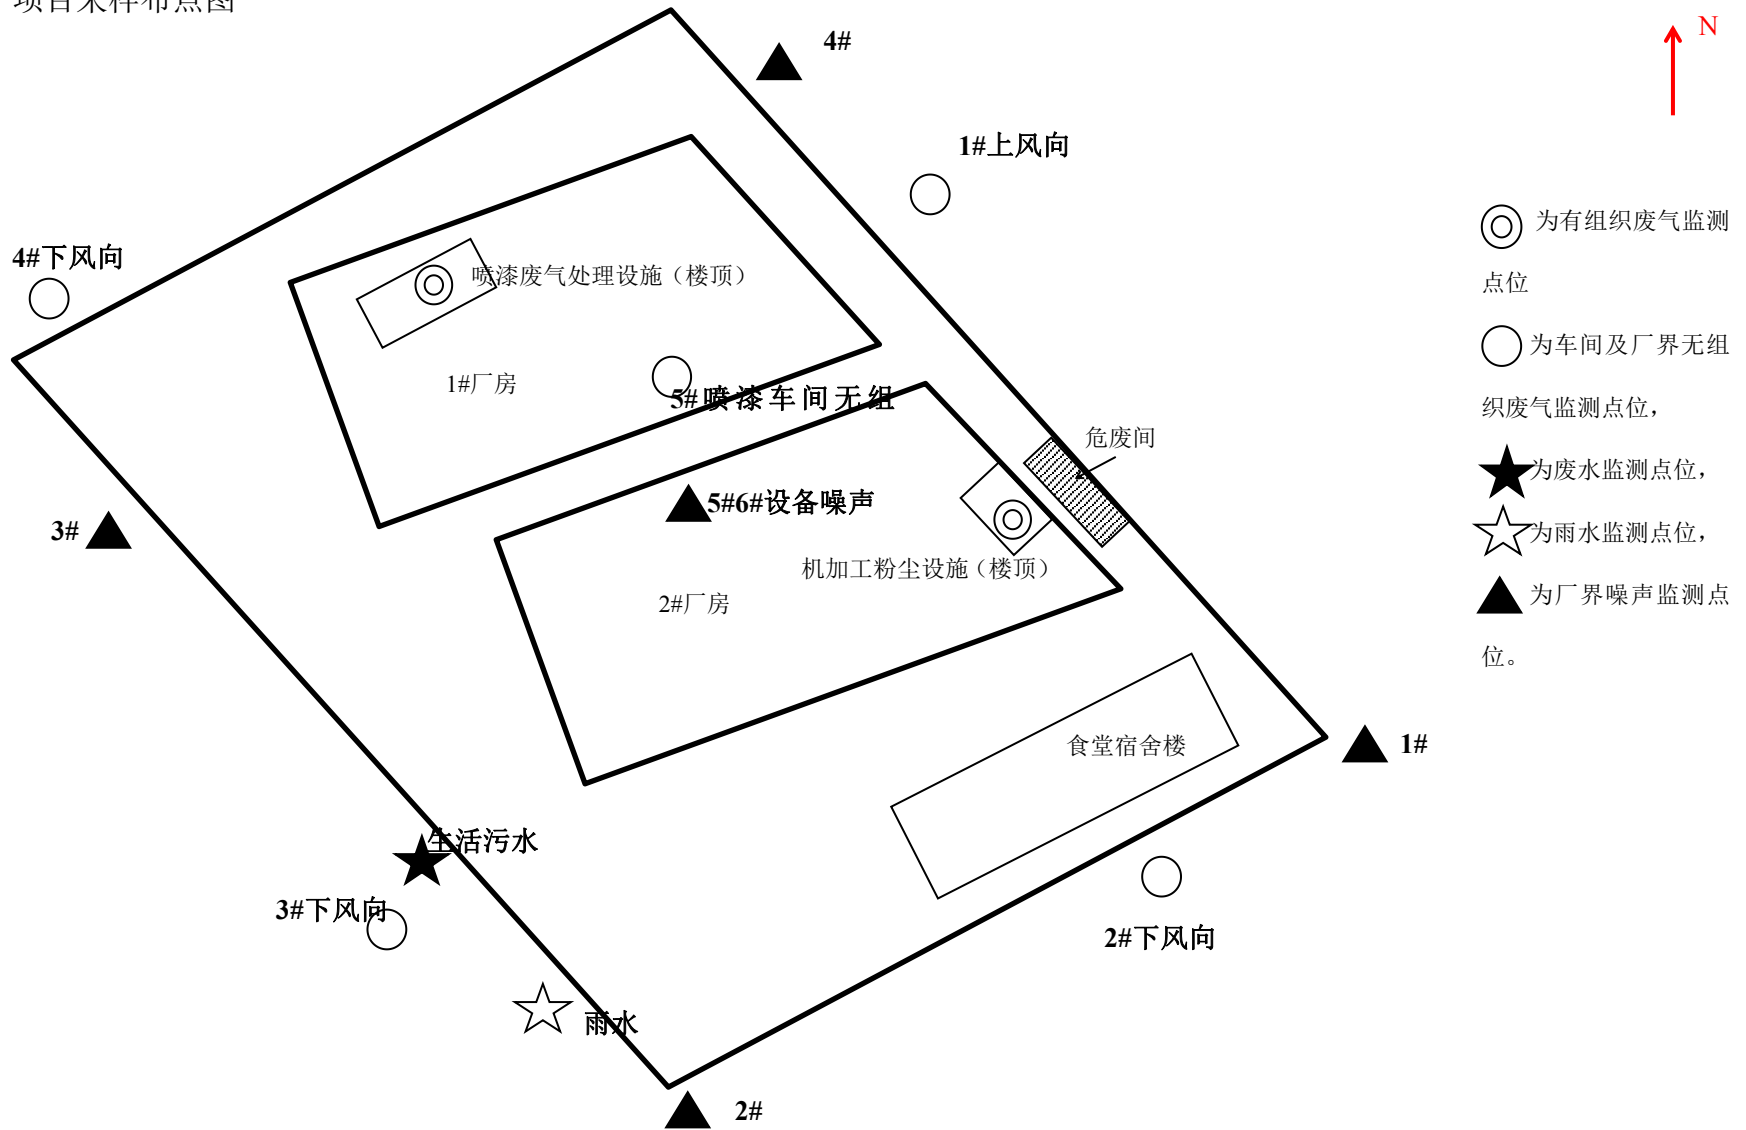 项目采样布点图
N
4#
1#上风向
为有组织废气监测
点位
4#下风向
喷漆废气处理设施（楼顶）
为车间及厂界无组
1#厂房
5#喷漆车间无组
织废气监测点位，
危废间
为废水监测点位，
3#
5#6#设备噪声
为雨水监测点位，
机加工粉尘设施（楼顶）
2#厂房
为厂界噪声监测点
位。
食堂宿舍楼
1#
生活污水
3#下风向
2#下风向
雨水
2#